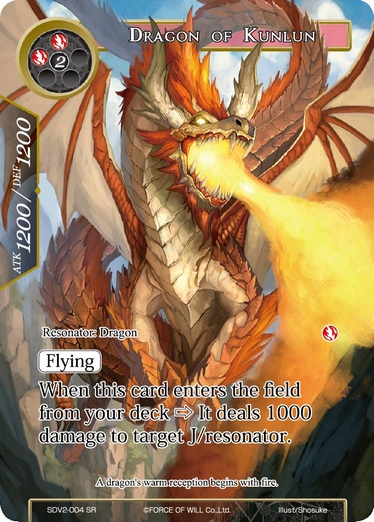 Dragon of Kunlun
2
ATK 1200 / DEF 1200
Resonator: Dragon
Flying
When this card enters the field
from your deck ⇨ It deals 1000
damage to target J/resonator.
A dragon's warm reception begins with fire.
SDV2-004 SR ©FORCE OF WILL Co.,Ltd. Illust/Shosuke